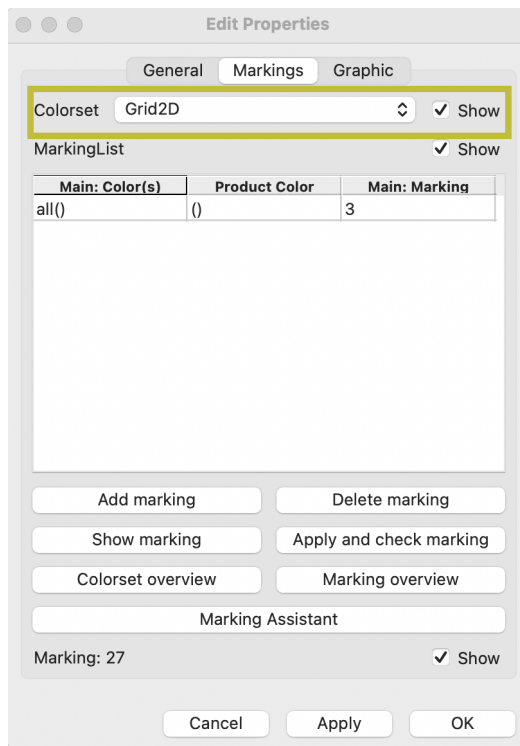 Edit Properties
General Markings Graphic
Colorset Grid2D Show
MarkingList Show
Main: Color(s) Product Color Main: Marking
all() () 3
Add marking Delete marking
Show marking Apply and check marking
Colorset overview Marking overview
Marking Assistant
Marking: 27 Show
Cancel Apply OK